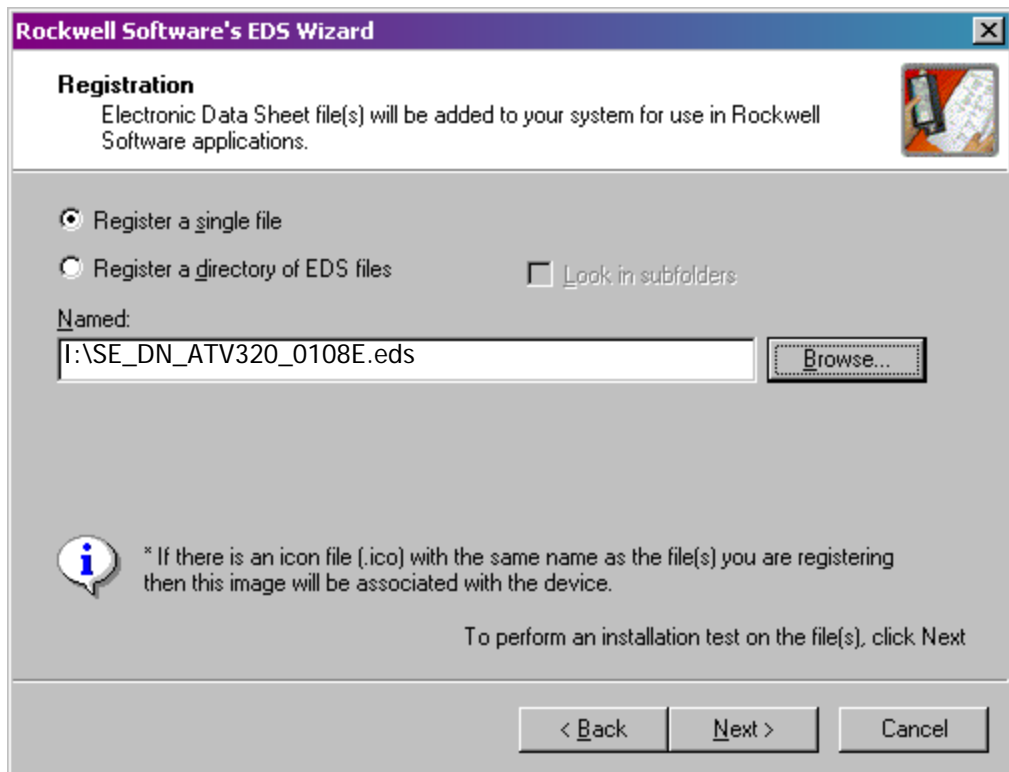 Rockwell Software's EDS Wizard
Registration
Electronic Data Sheet file(s) will be added to your system for use in Rockwell
Software applications.
Register a single file
Register a directory of EDS files
Look in subfolders
Named:
I:\SE_DN_ATV320_0108E.eds
Browse...
* If there is an icon file (.ico) with the same name as the file(s) you are registering
then this image will be associated with the device.
To perform an installation test on the file(s), click Next
< Back
Next >
Cancel